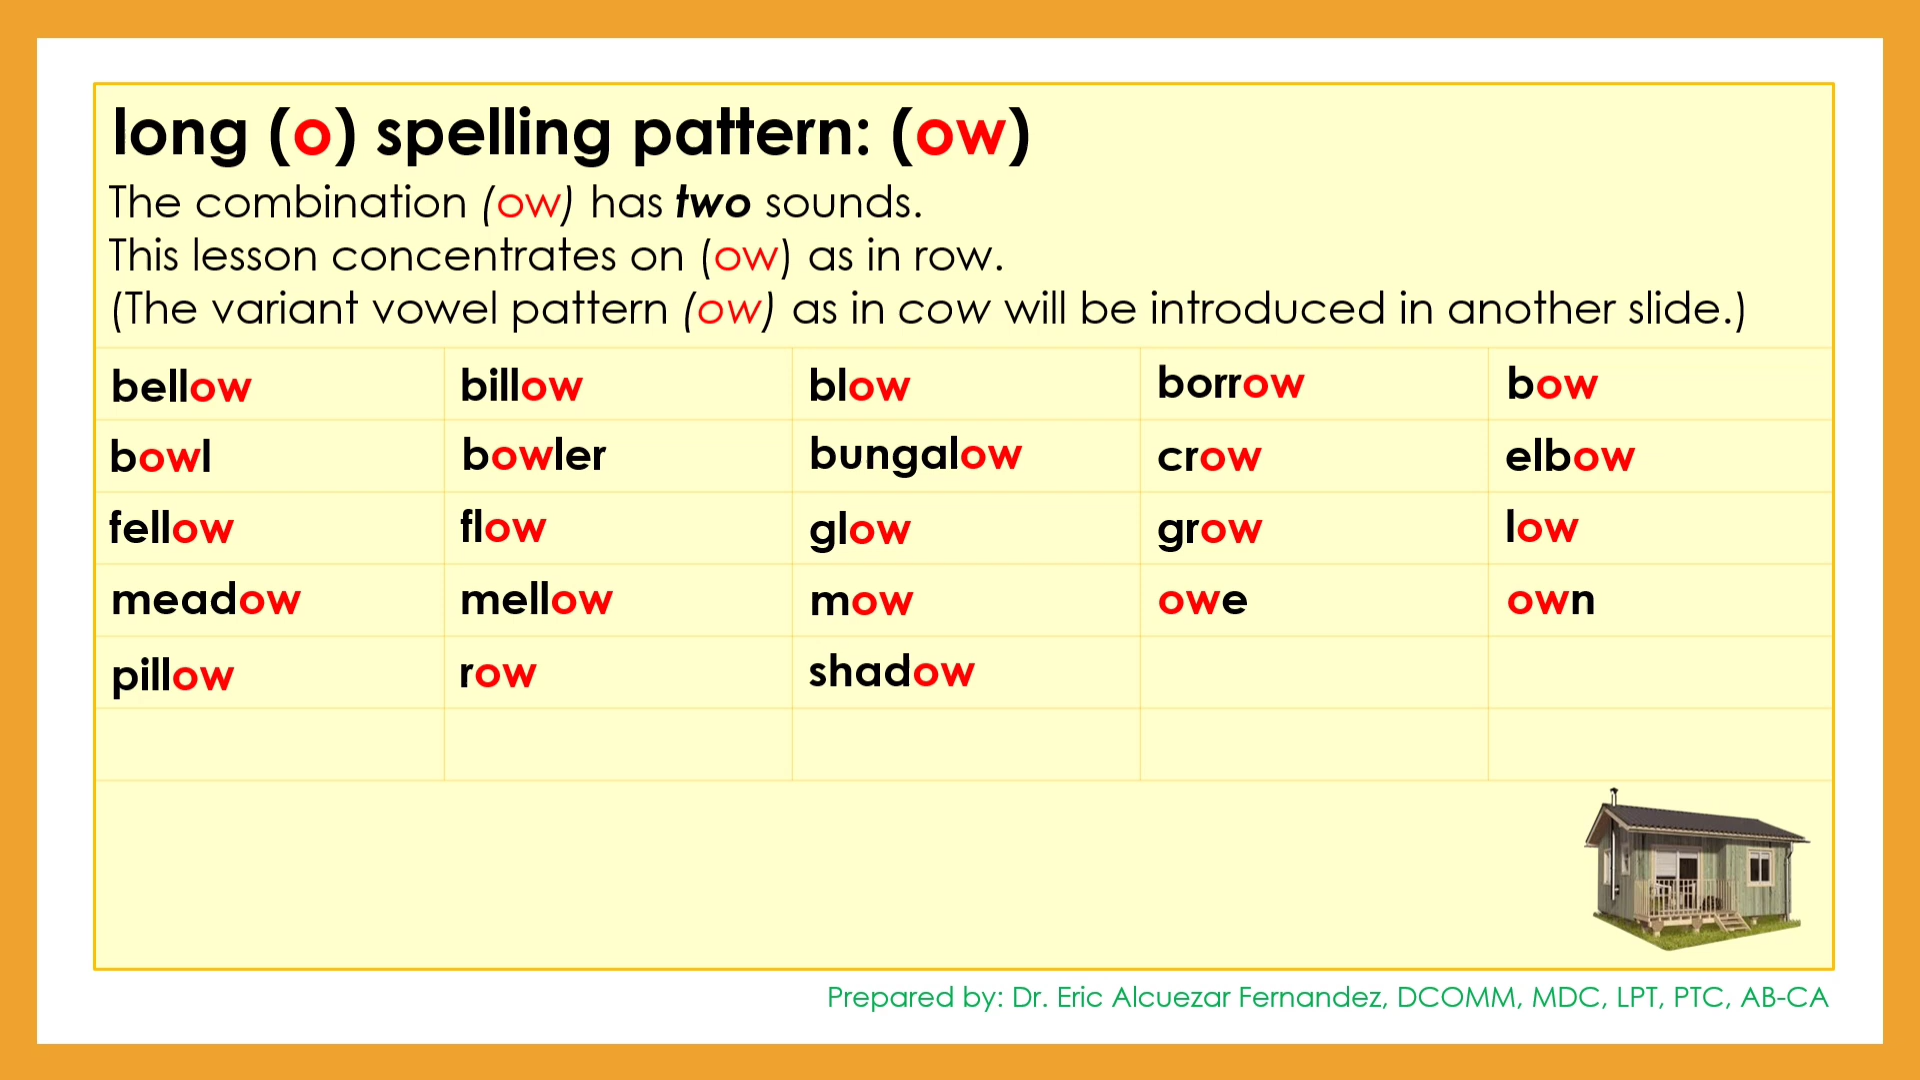 long (o) spelling pattern: (ow)
The combination (ow) has two sounds.
This lesson concentrates on (ow) as in row.
(The variant vowel pattern (ow) as in cow will be introduced in another slide.)
bellow billow blow borrow bow
bowl bowler bungalow crow elbow
fellow flow glow grow low
meadow mellow mow owe own
pillow row shadow
Prepared by: Dr. Eric Alcuezar Fernandez, DCOMM, MDC, LPT, PTC, AB-CA